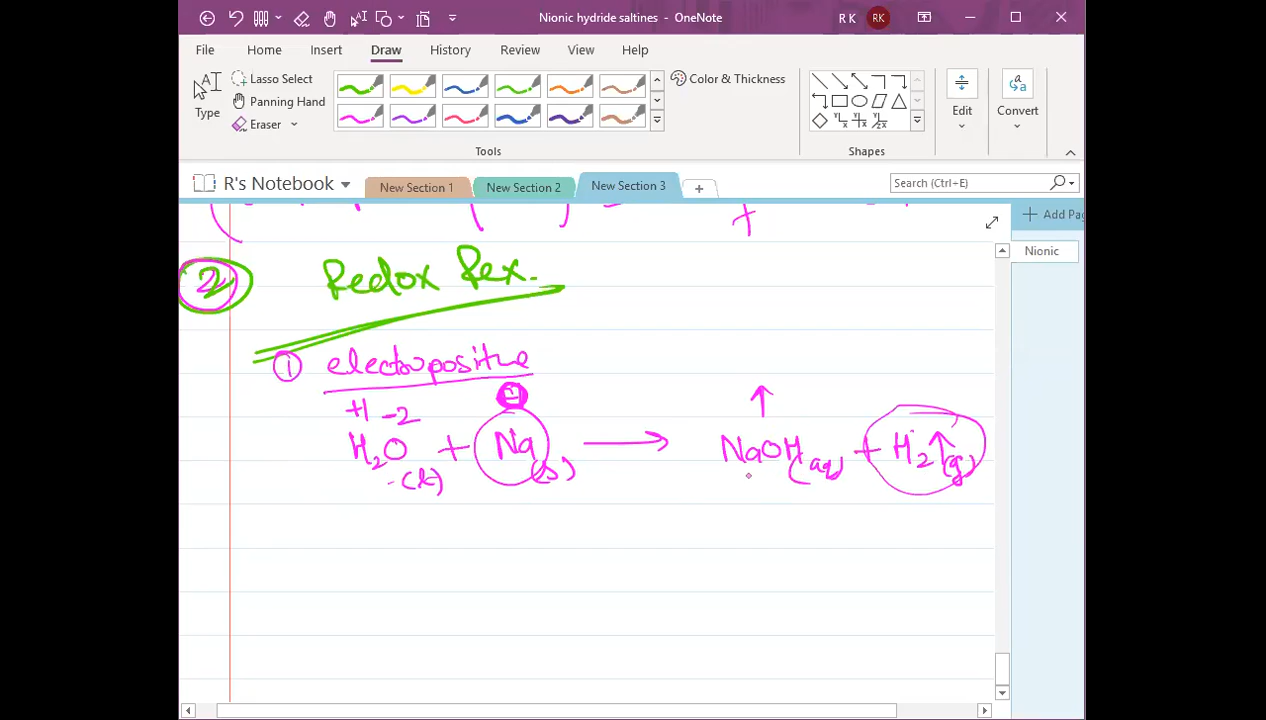 Nionic hydride saltines - OneNote
R K
RK
File Home Insert Draw History Review View Help
Type
Lasso Select
Panning Hand
Eraser
Color & Thickness
Edit
Convert
Tools
Shapes
R's Notebook
New Section 1
New Section 2
New Section 3
Search (Ctrl+E)
Add Pag
Nionic
② Redox Rex.
① electropositive
+1 -2
H₂O(l) + Na(s) ⟶ NaOH(aq) + H₂↑(g)